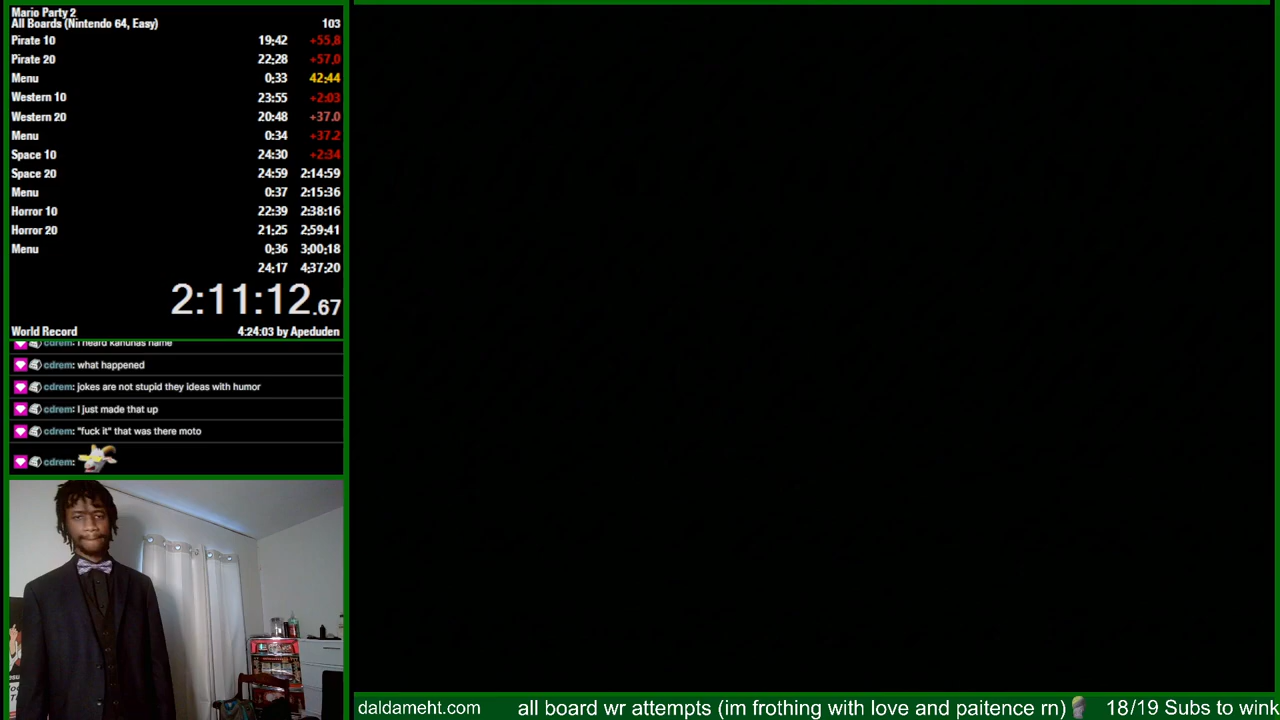 Mario Party 2
All Boards (Nintendo 64, Easy) 103
Pirate 10 19:42 +55.8
Pirate 20 22:28 +57.0
Menu 0:33 42:44
Western 10 23:55 +2:03
Western 20 20:48 +37.0
Menu 0:34 +37.2
Space 10 24:30 +2:34
Space 20 24:59 2:14:59
Menu 0:37 2:15:36
Horror 10 22:39 2:38:16
Horror 20 21:25 2:59:41
Menu 0:36 3:00:18
24:17 4:37:20
2:11:12.67
World Record 4:24:03 by Apeduden
cdrem: I heard kahunas name
cdrem: what happened
cdrem: jokes are not stupid they ideas with humor
cdrem: I just made that up
cdrem: "fuck it" that was there moto
cdrem:
daldameht.com all board wr attempts (im frothing with love and paitence rn) 18/19 Subs to wink